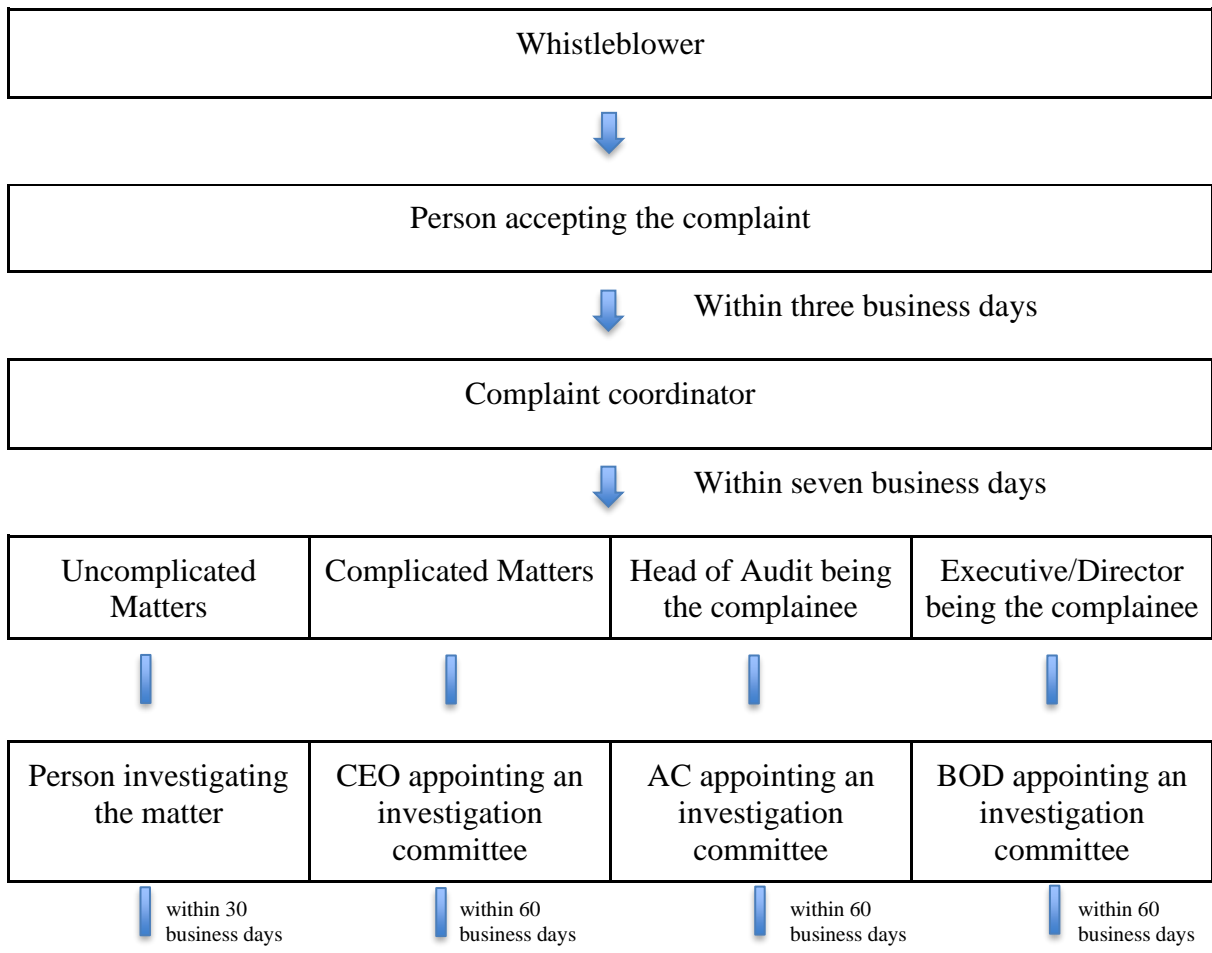 Whistleblower
Person accepting the complaint
Within three business days
Complaint coordinator
Within seven business days
Uncomplicated
Matters
Complicated Matters
Head of Audit being
the complainee
Executive/Director
being the complainee
Person investigating
the matter
CEO appointing an
investigation
committee
AC appointing an
investigation
committee
BOD appointing an
investigation
committee
within 30
business days
within 60
business days
within 60
business days
within 60
business days